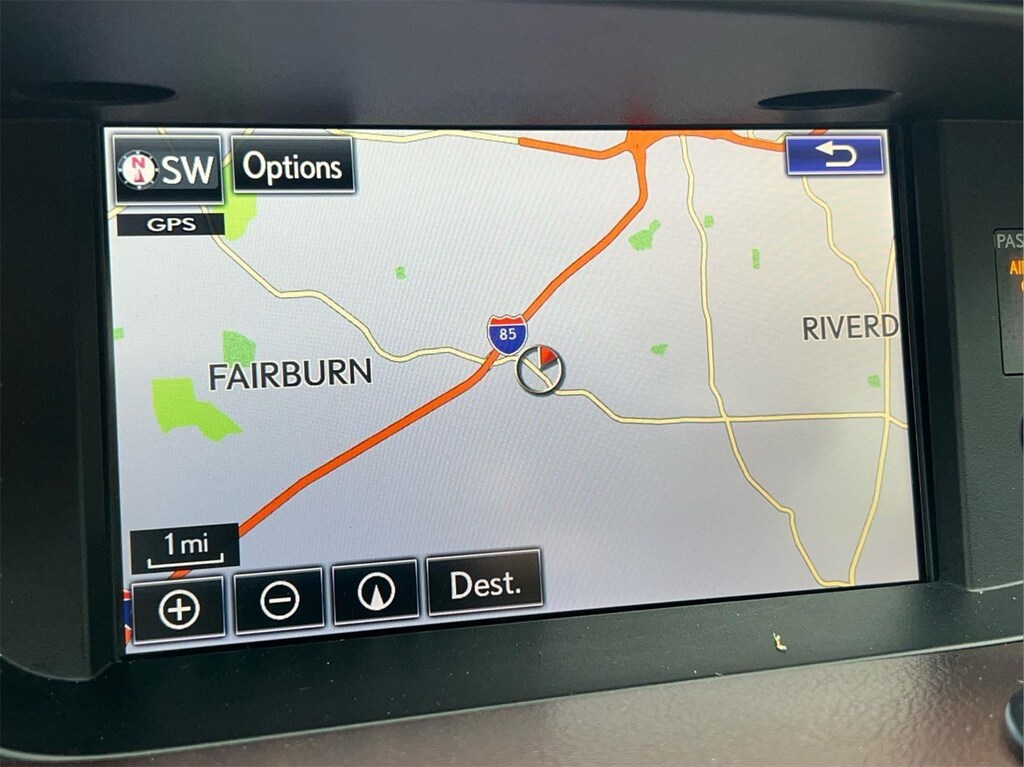 N SW
Options
GPS
85
RIVERD
FAIRBURN
1 mi
Dest.
PAS